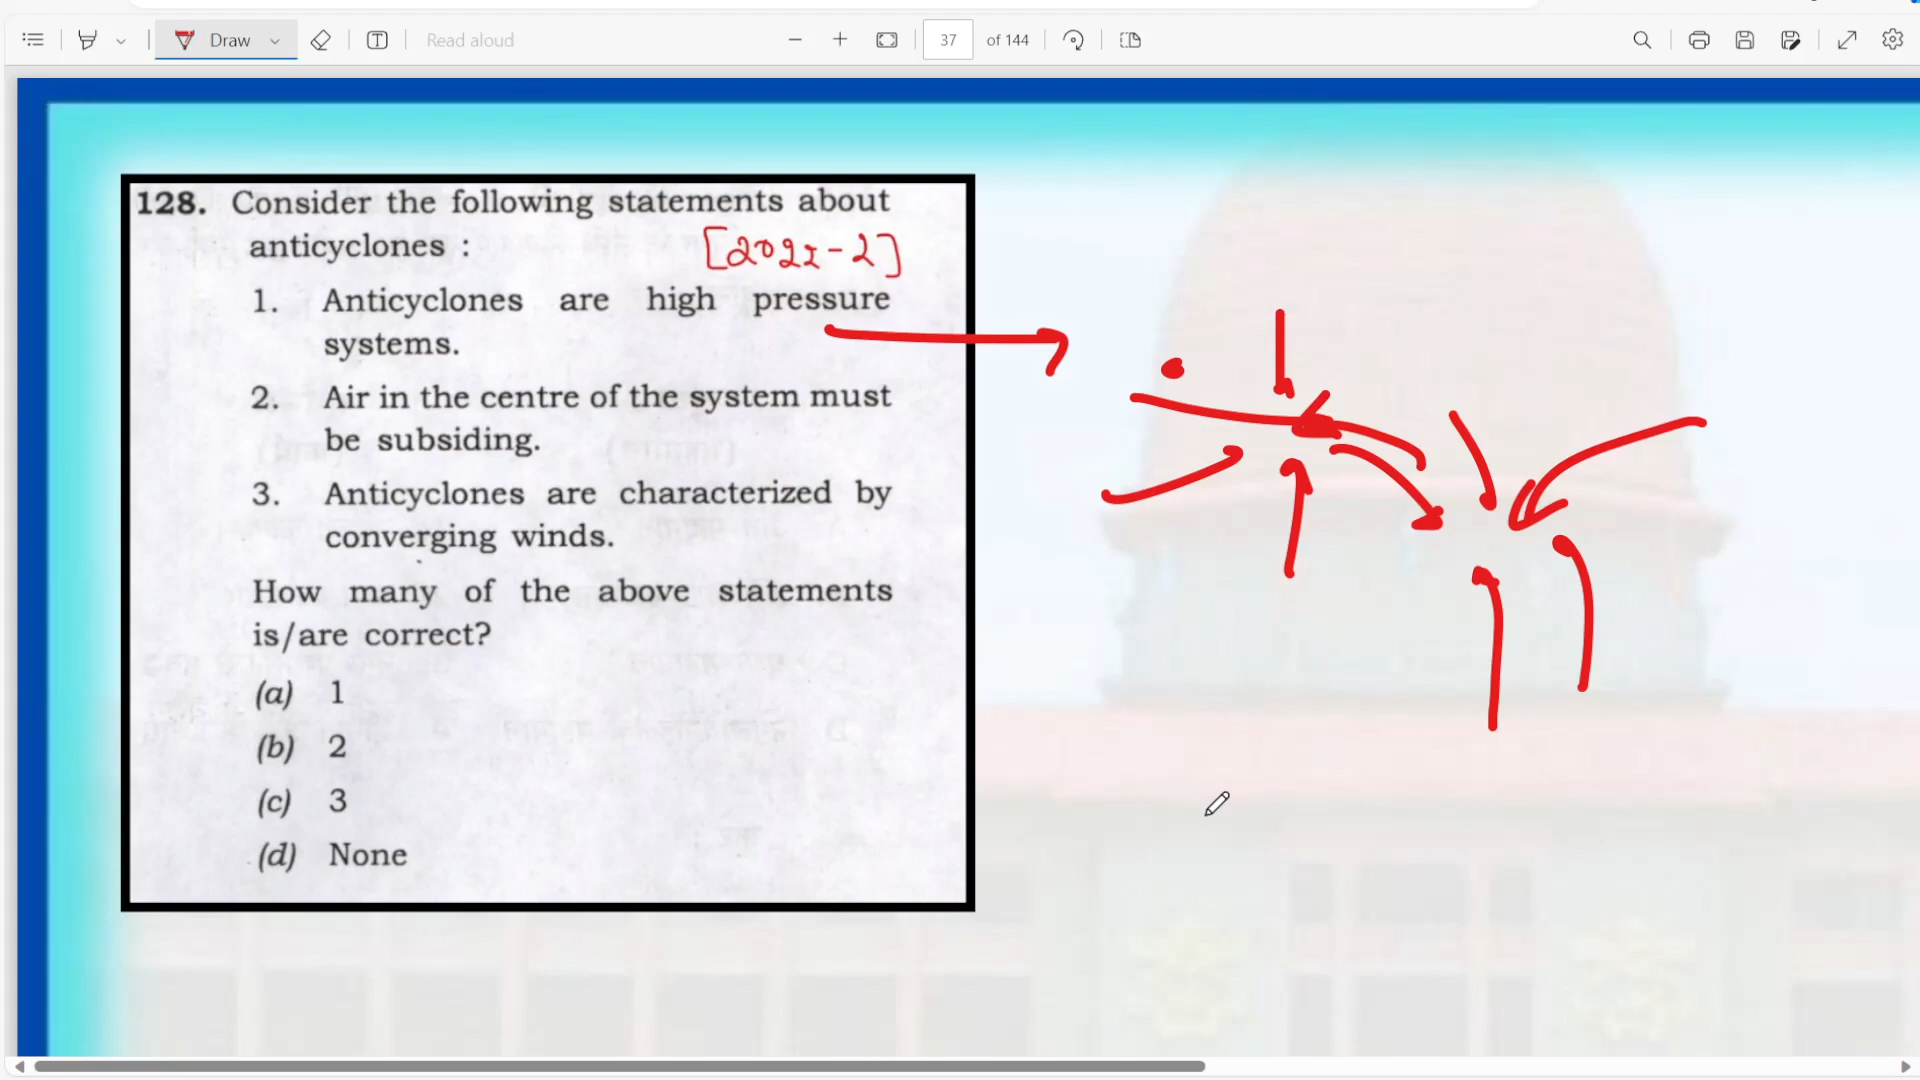 Draw
Read aloud
37 of 144
128. Consider the following statements about
anticyclones :
[202x-2]
1. Anticyclones are high pressure
systems.
2. Air in the centre of the system must
be subsiding.
3. Anticyclones are characterized by
converging winds.
How many of the above statements
is/are correct?
(a) 1
(b) 2
(c) 3
(d) None